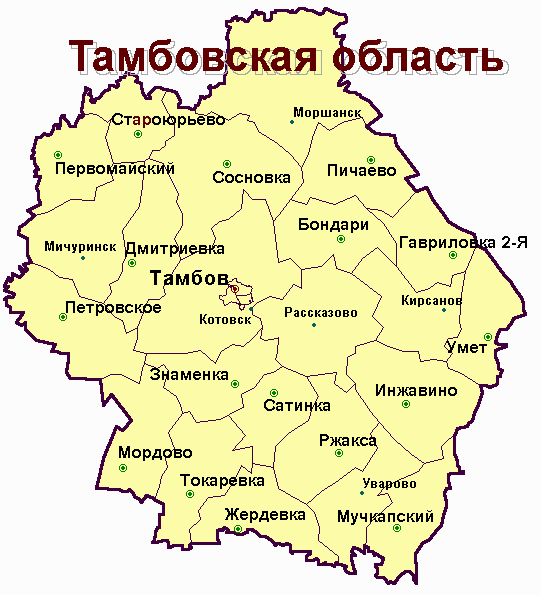 Тамбовская область
Моршанск
Староюрьево
Первомайский
Сосновка
Пичаево
Бондари
Гавриловка 2-Я
Мичуринск
Дмитриевка
Тамбов
Кирсанов
Петровское
Котовск
Рассказово
Умет
Знаменка
Инжавино
Сатинка
Ржакса
Мордово
Токаревка
Уварово
Жердевка
Мучкапский